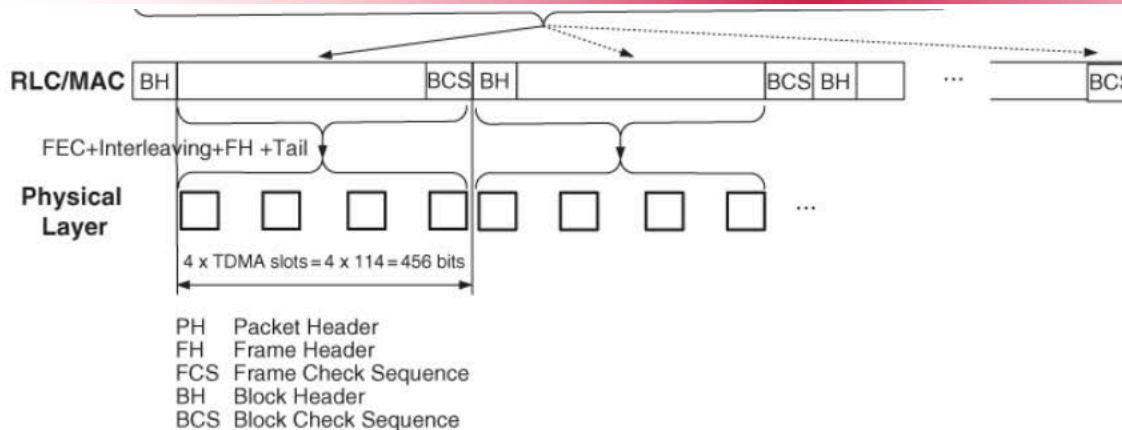 RLC/MAC BH BCS BH BCS BH ... BCS
FEC+Interleaving+FH +Tail
Physical
Layer
...
4 x TDMA slots = 4 x 114 = 456 bits
PH Packet Header
FH Frame Header
FCS Frame Check Sequence
BH Block Header
BCS Block Check Sequence